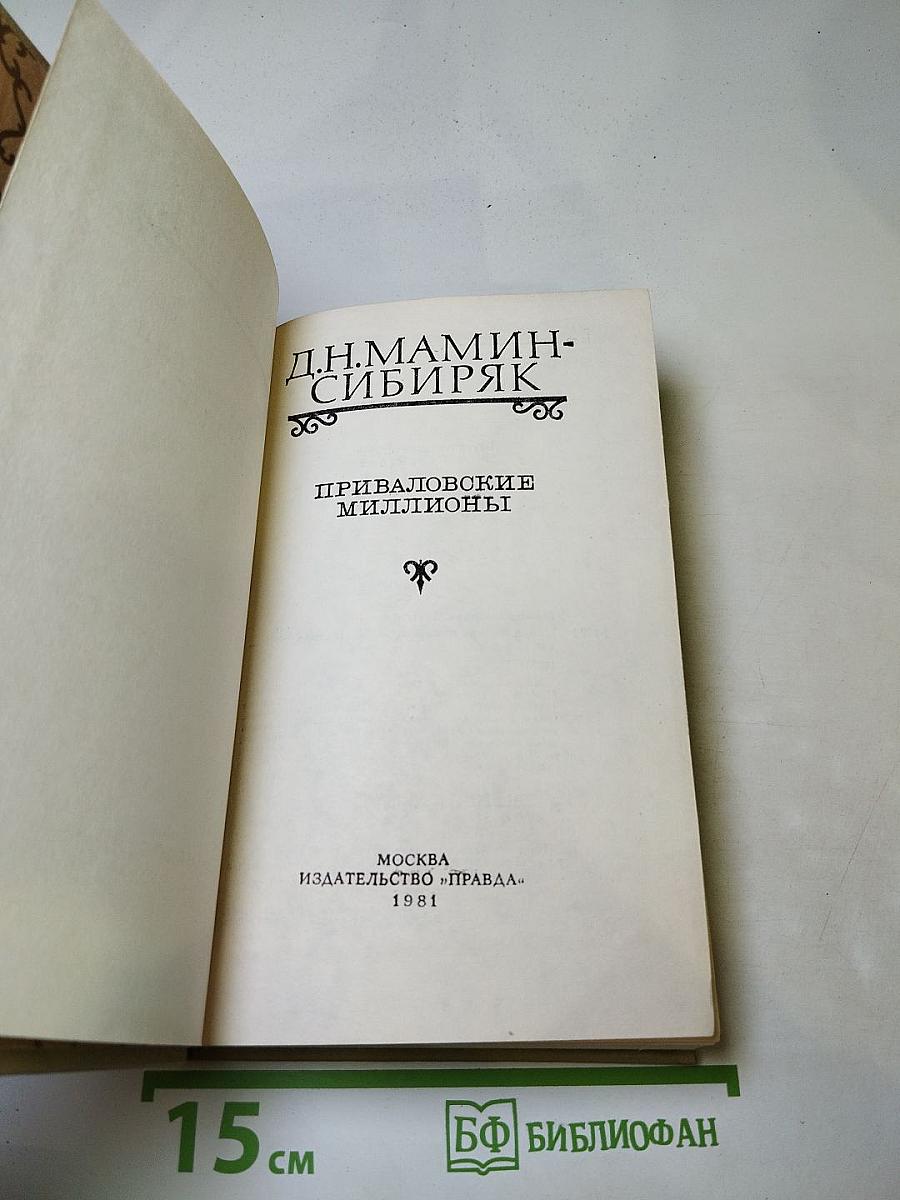 Д.Н.МАМИН-
СИБИРЯК
ПРИВАЛОВСКИЕ
МИЛЛИОНЫ
МОСКВА
ИЗДАТЕЛЬСТВО „ПРАВДА“
1981
15 см
БФ БИБЛИОФАН